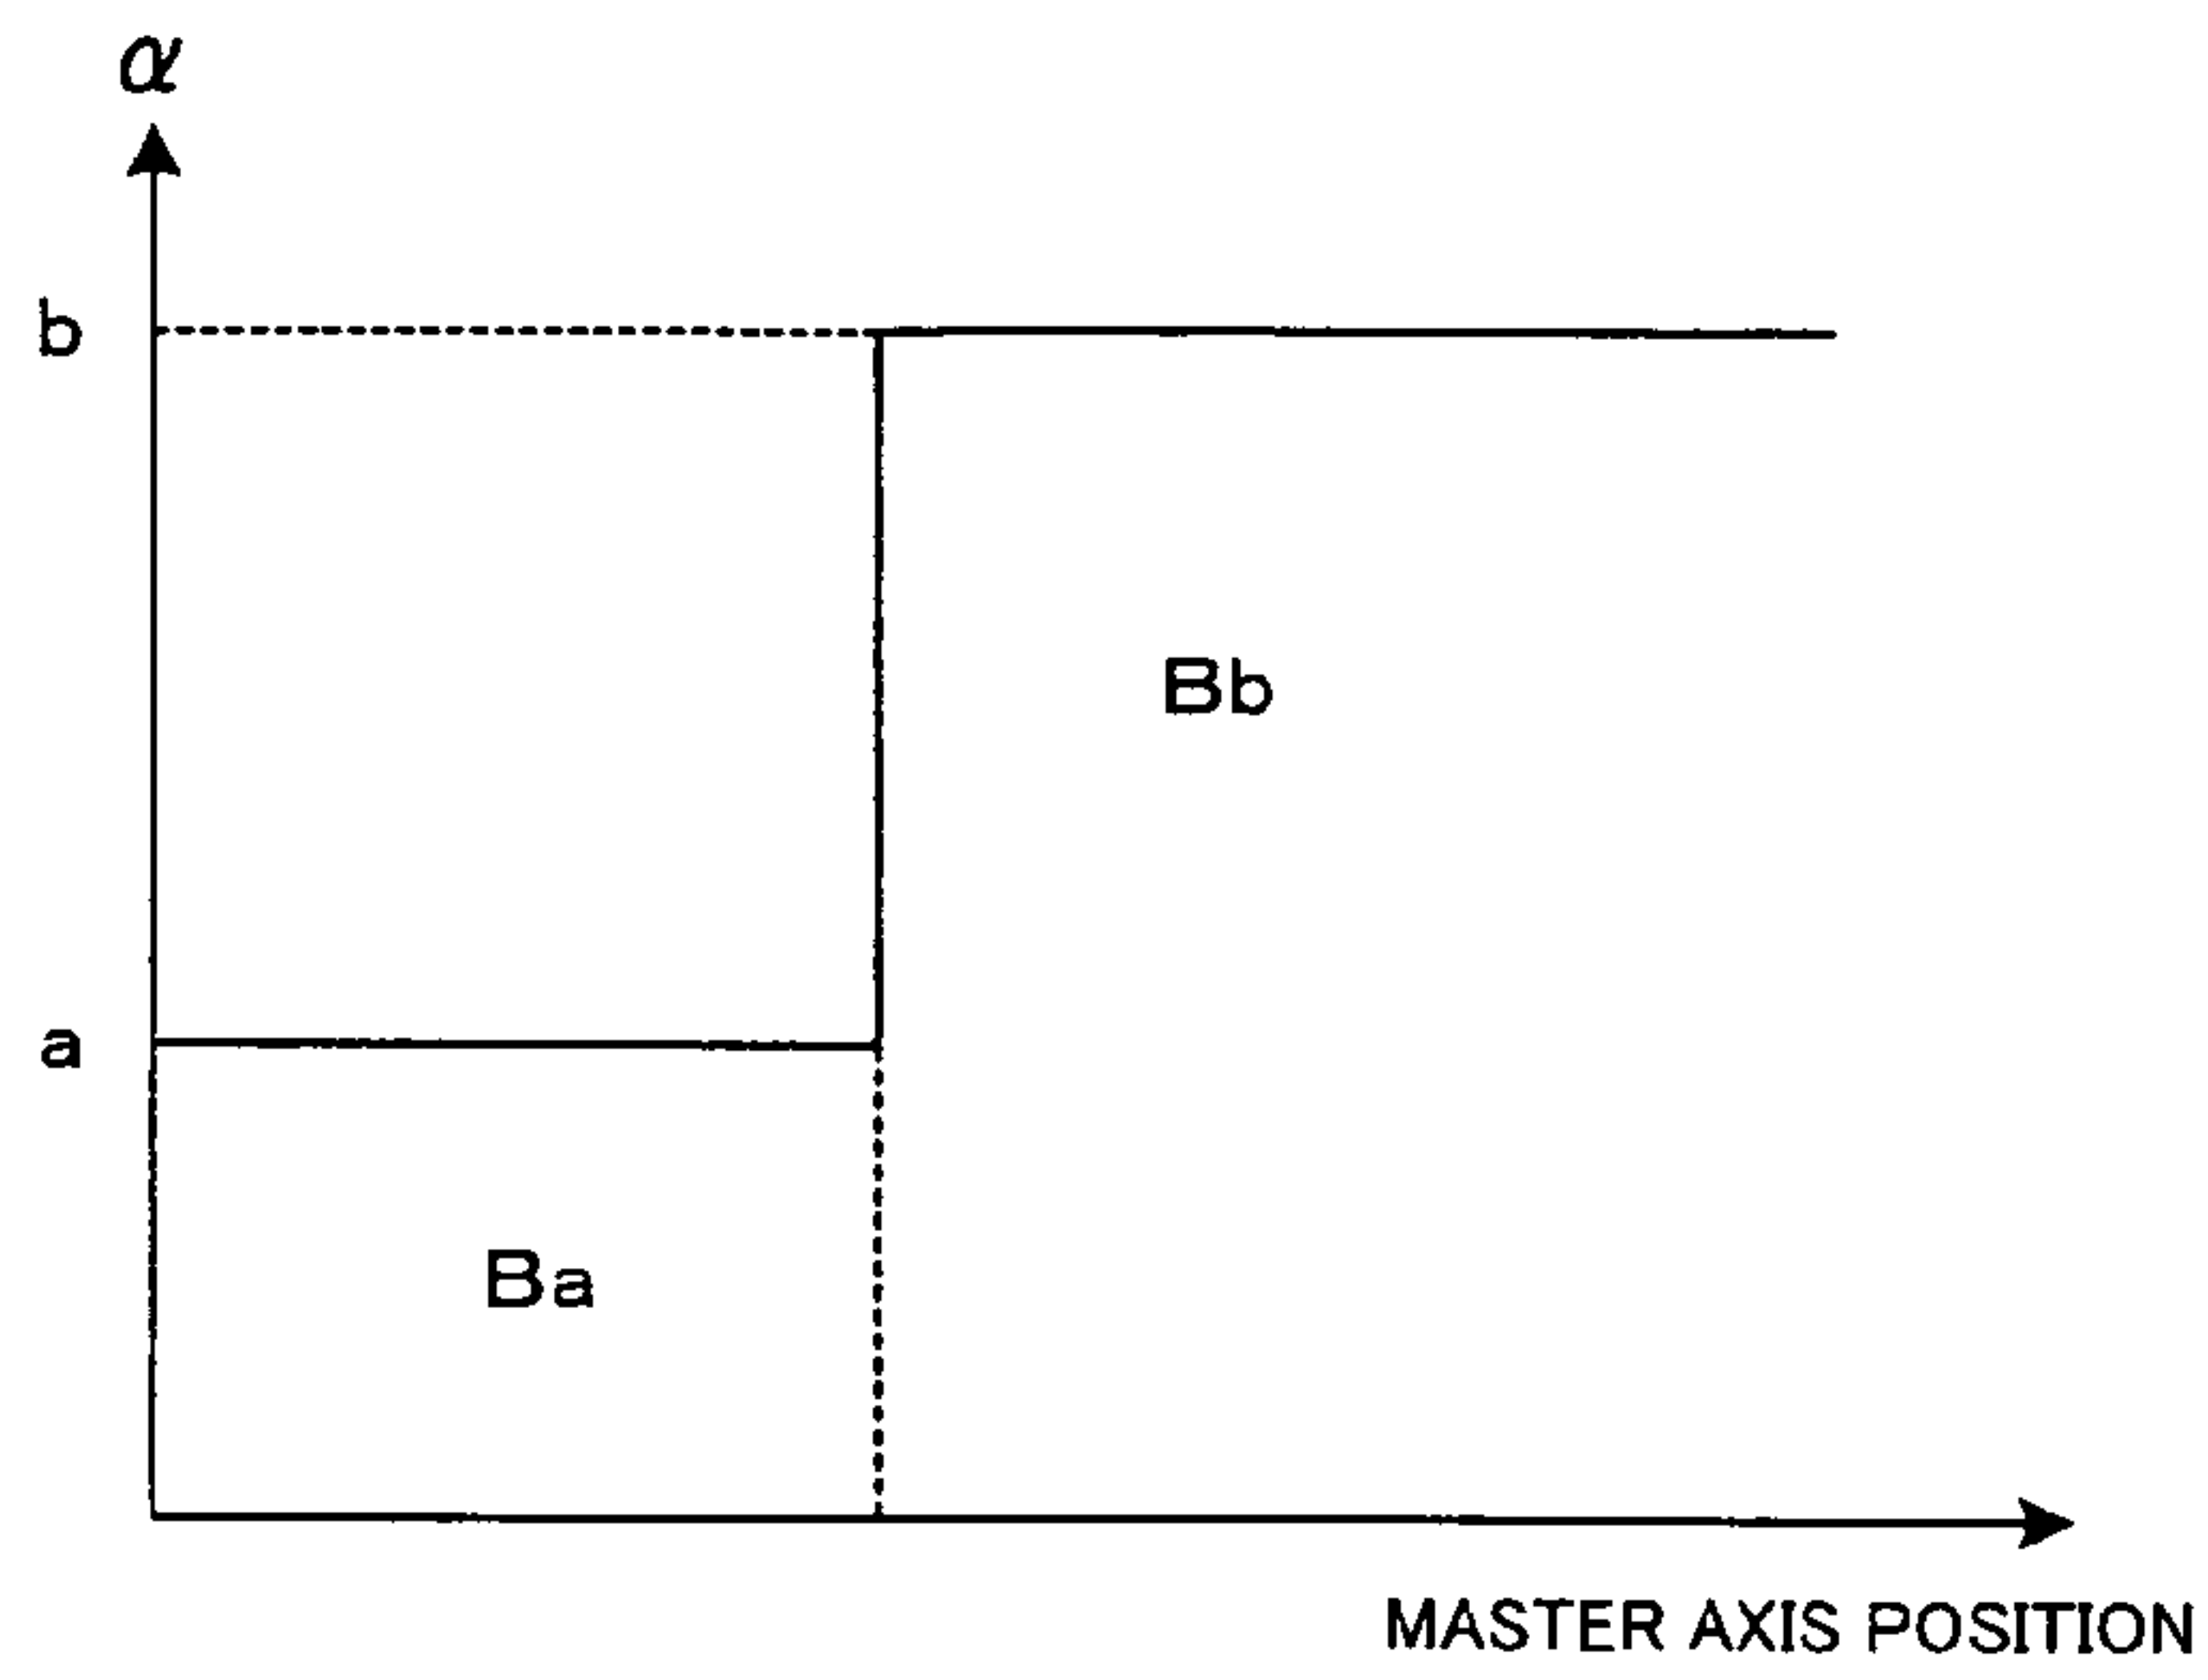 α
b
Bb
a
Ba
MASTER AXIS POSITION